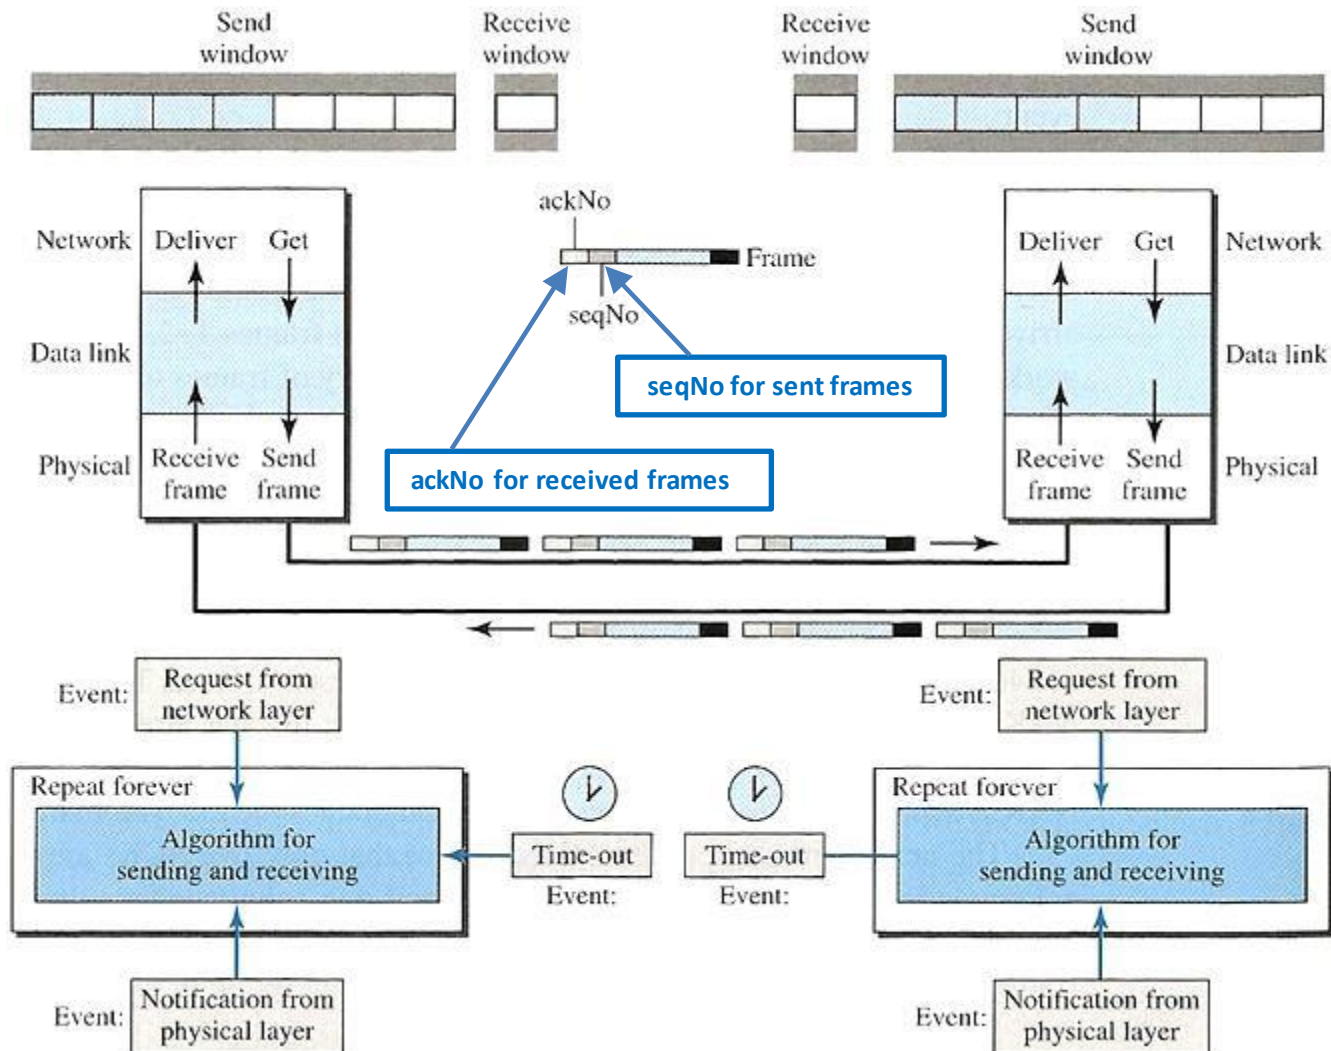 Send
window
Receive
window
Receive
window
Send
window
ackNo
Frame
seqNo
Network
Deliver
Get
Deliver
Get
Network
Data link
seqNo for sent frames
Data link
Physical
Receive
frame
Send
frame
ackNo for received frames
Receive
frame
Send
frame
Physical
Event:
Request from
network layer
Event:
Request from
network layer
Repeat forever
Algorithm for
sending and receiving
Time-out
Event:
Time-out
Event:
Repeat forever
Algorithm for
sending and receiving
Event:
Notification from
physical layer
Event:
Notification from
physical layer